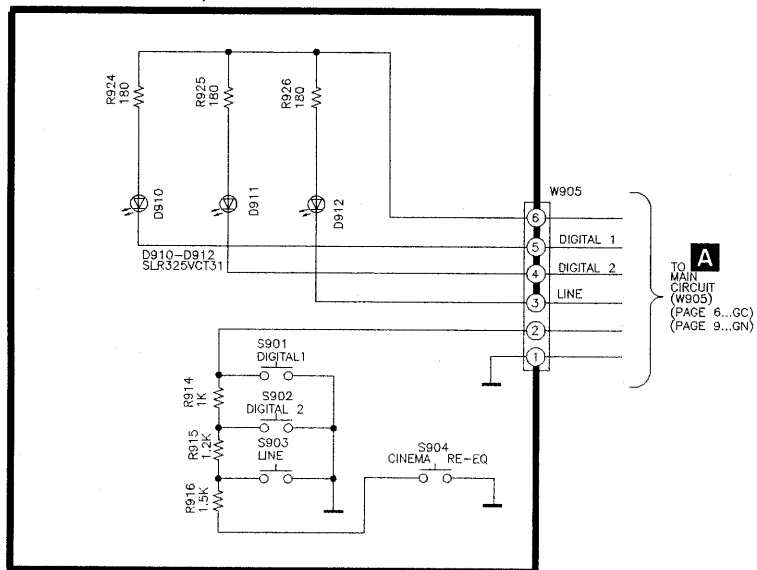 R924
180
R925
180
R926
180
D910
D911
D912
D910-D912
SLR325VCT31
W905
6
5
DIGITAL 1
4
DIGITAL 2
3
LINE
2
1
A
TO
MAIN
CIRCUIT
(W905)
(PAGE 6...GC)
(PAGE 9...GN)
S901
DIGITAL1
R914
1K
S902
DIGITAL 2
R915
1.2K
S903
LINE
R916
1.5K
S904
CINEMA RE-EQ